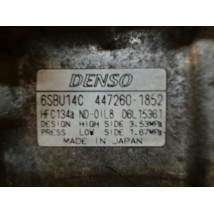 DENSO
6SBU14C 447260-1852
HFC134a ND-OIL8 06L15361
DESIGN HIGH SIDE 3.53MPa
PRESS LOW SIDE 1.67MPa
MADE IN JAPAN